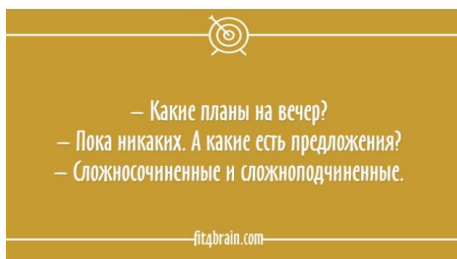 – Какие планы на вечер?
– Пока никаких. А какие есть предложения?
– Сложносочиненные и сложноподчиненные.
fit4brain.com